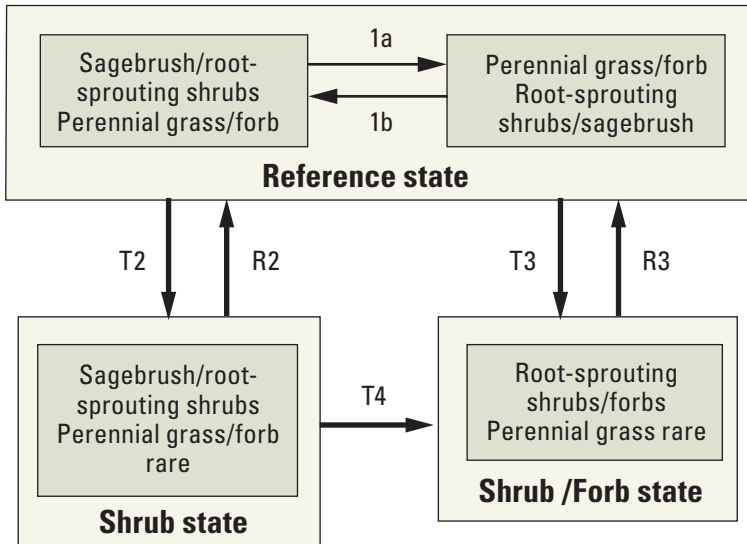 Sagebrush/root-
sprouting shrubs
Perennial grass/forb
1a
1b
Perennial grass/forb
Root-sprouting
shrubs/sagebrush
Reference state
T2
R2
T3
R3
Sagebrush/root-
sprouting shrubs
Perennial grass/forb
rare
Shrub state
T4
Root-sprouting
shrubs/forbs
Perennial grass rare
Shrub /Forb state